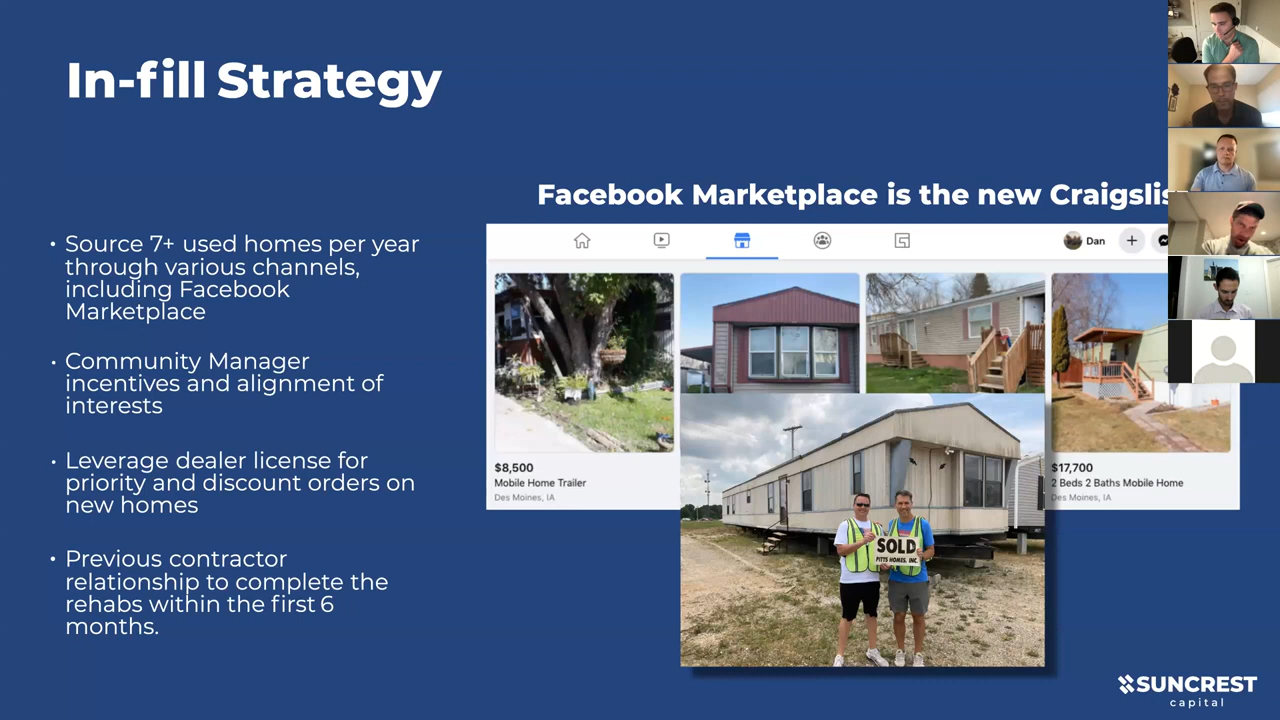 In-fill Strategy
Facebook Marketplace is the new Craigslis
• Source 7+ used homes per year
through various channels,
including Facebook
Marketplace
• Community Manager
incentives and alignment of
interests
• Leverage dealer license for
priority and discount orders on
new homes
• Previous contractor
relationship to complete the
rehabs within the first 6
months.
Dan
$8,500
Mobile Home Trailer
Des Moines, IA
$17,700
2 Beds 2 Baths Mobile Home
Des Moines, IA
SOLD
PITTS HOMES, INC.
SUNCREST
capital